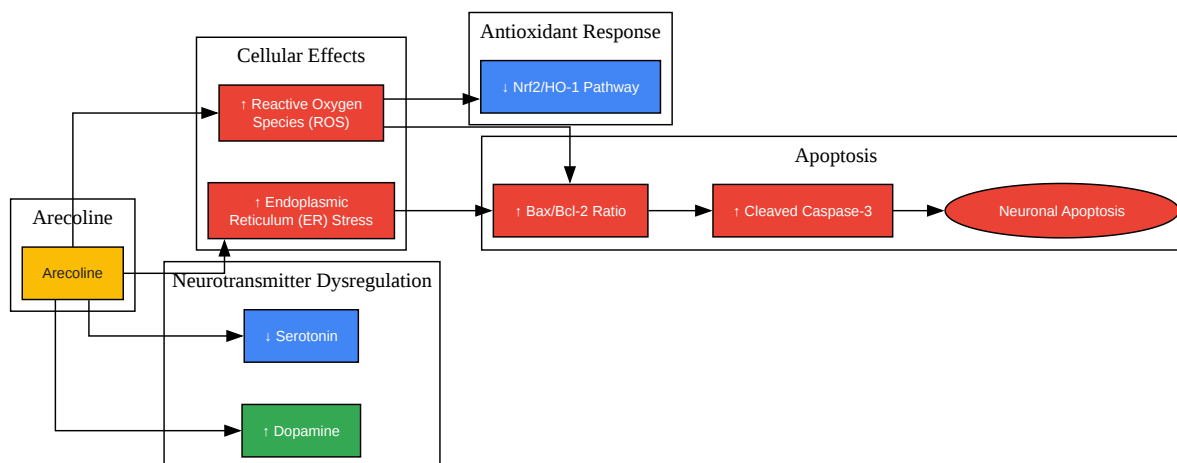 Antioxidant Response
↓ Nrf2/HO-1 Pathway
Cellular Effects
↑ Reactive Oxygen
Species (ROS)
↑ Endoplasmic
Reticulum (ER) Stress
Apoptosis
↑ Bax/Bcl-2 Ratio
↑ Cleaved Caspase-3
Neuronal Apoptosis
Arecoline
Arecoline
Neurotransmitter Dysregulation
↓ Serotonin
↑ Dopamine